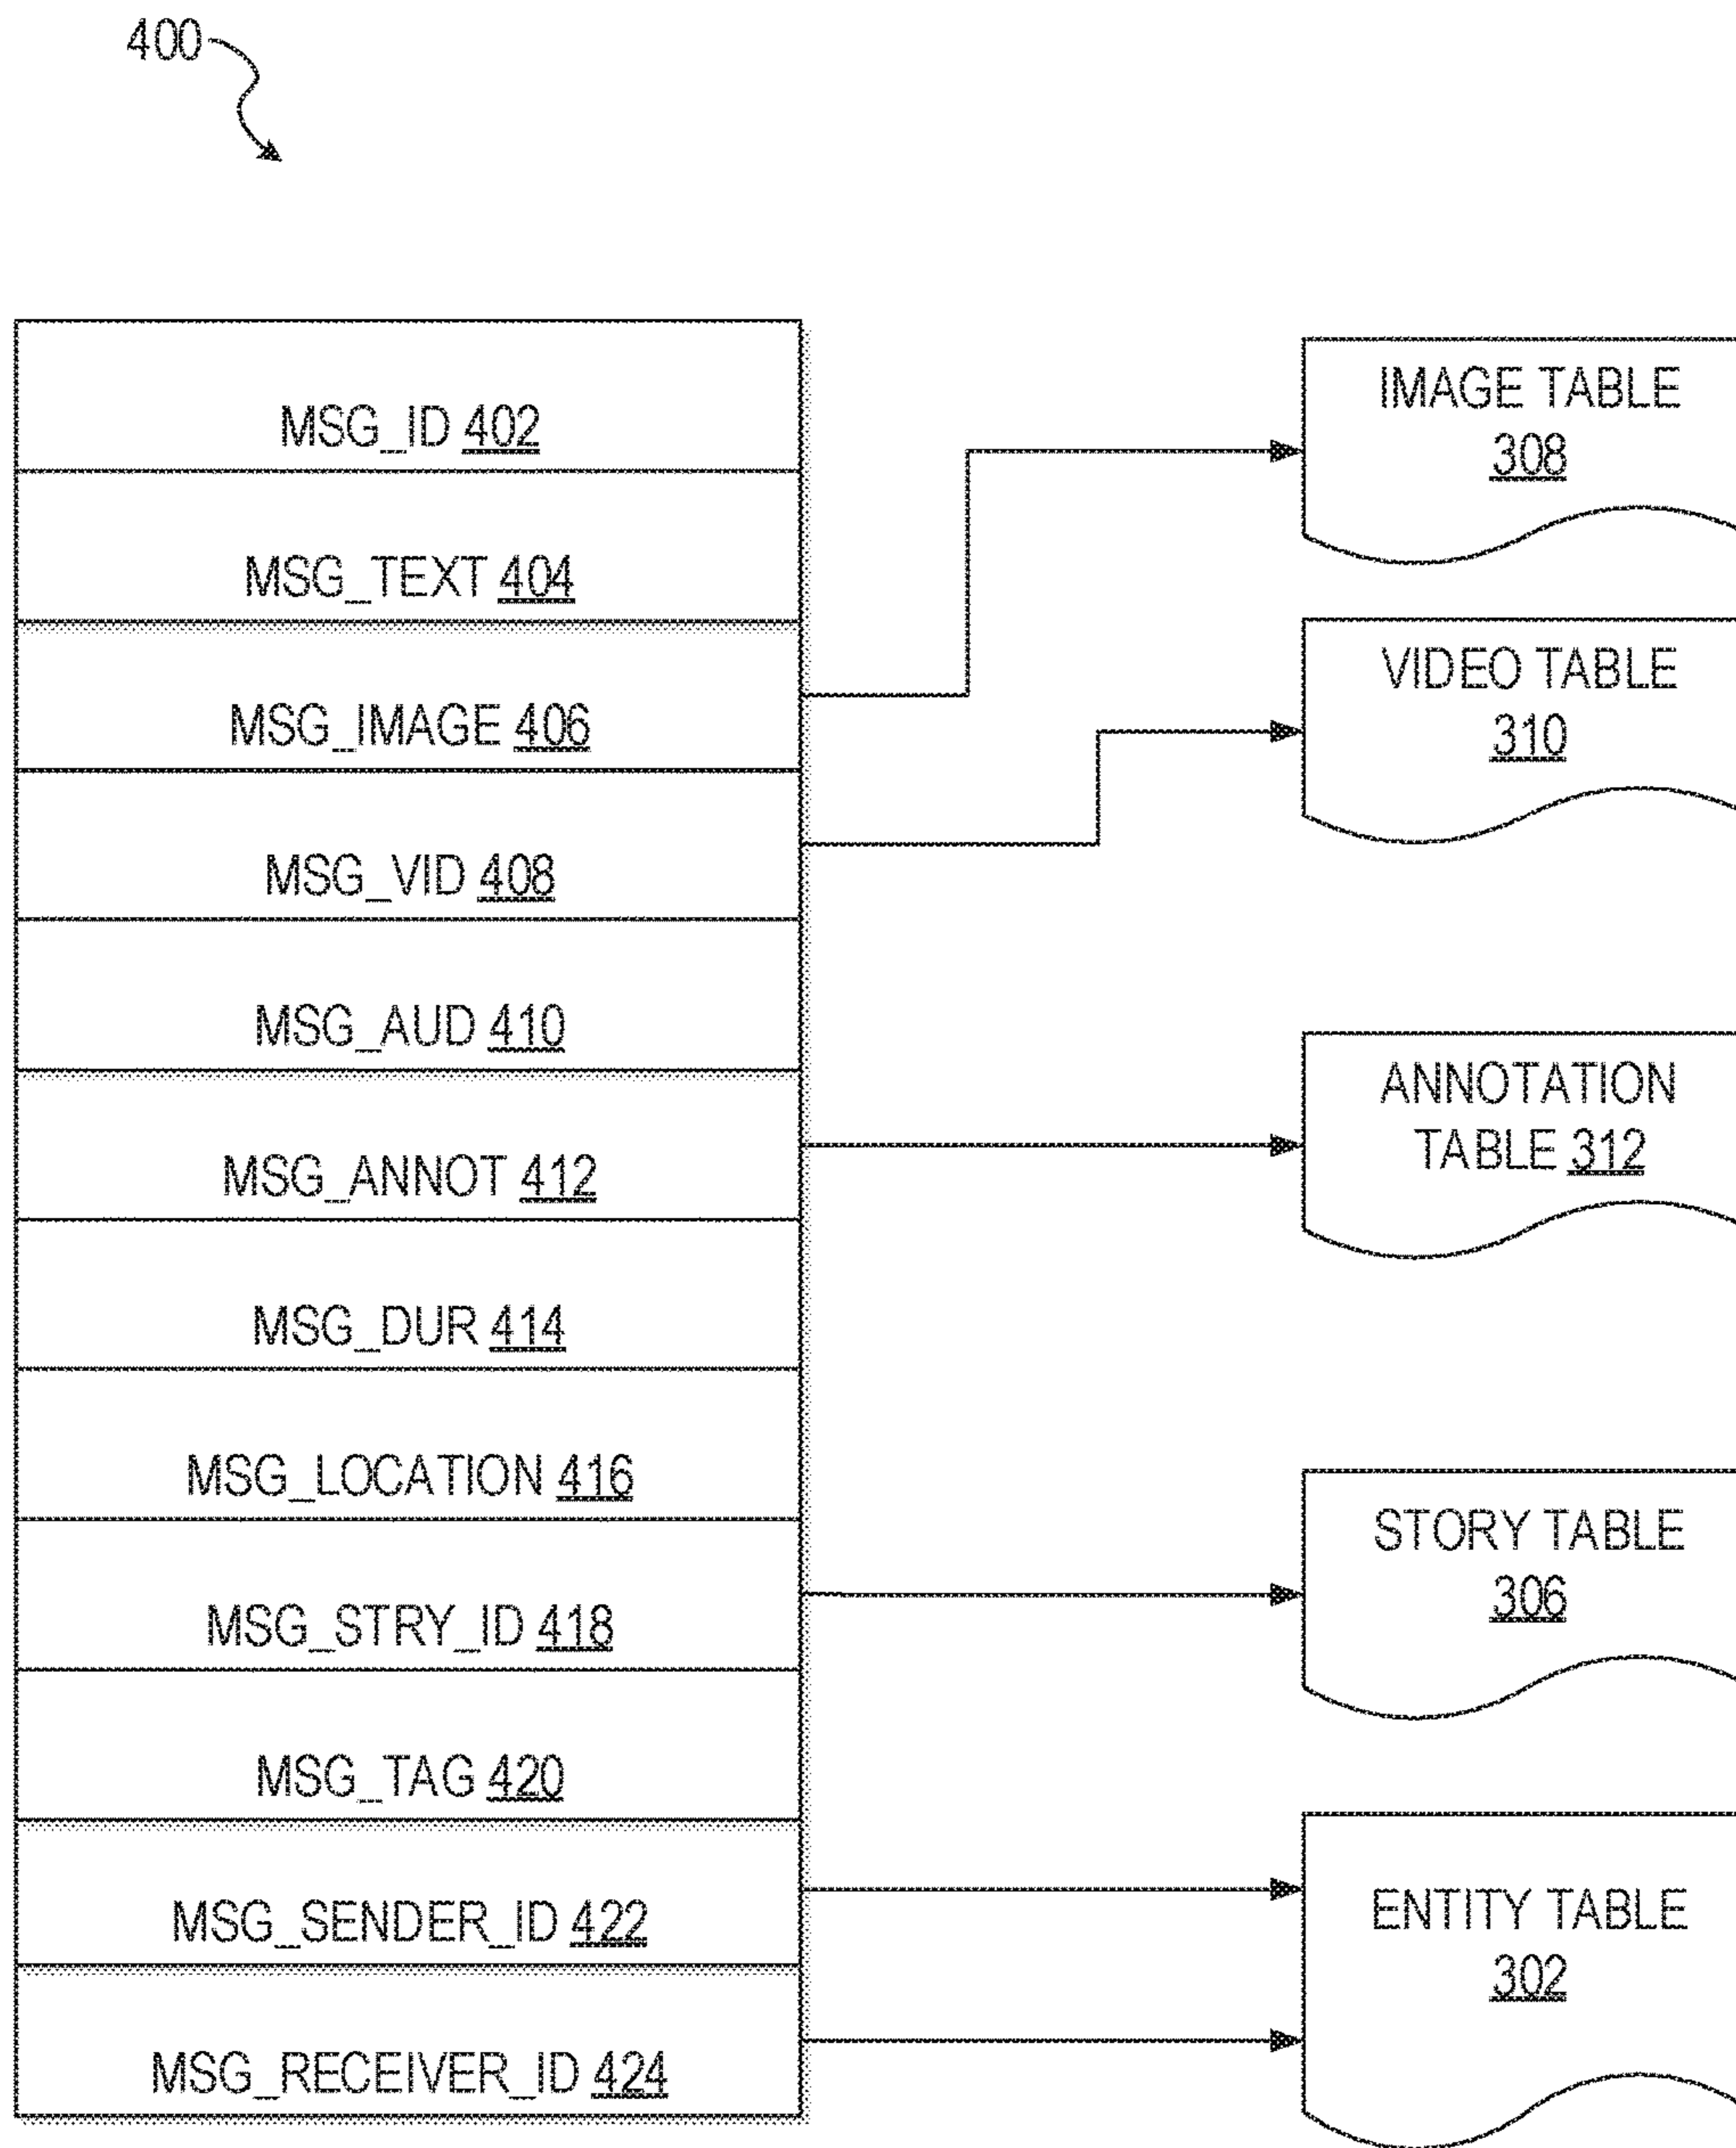 400
MSG_ID 402
MSG_TEXT 404
MSG_IMAGE 406
MSG_VID 408
MSG_AUD 410
MSG_ANNOT 412
MSG_DUR 414
MSG_LOCATION 416
MSG_STRY_ID 418
MSG_TAG 420
MSG_SENDER_ID 422
MSG_RECEIVER_ID 424
IMAGE TABLE
308
VIDEO TABLE
310
ANNOTATION
TABLE 312
STORY TABLE
306
ENTITY TABLE
302